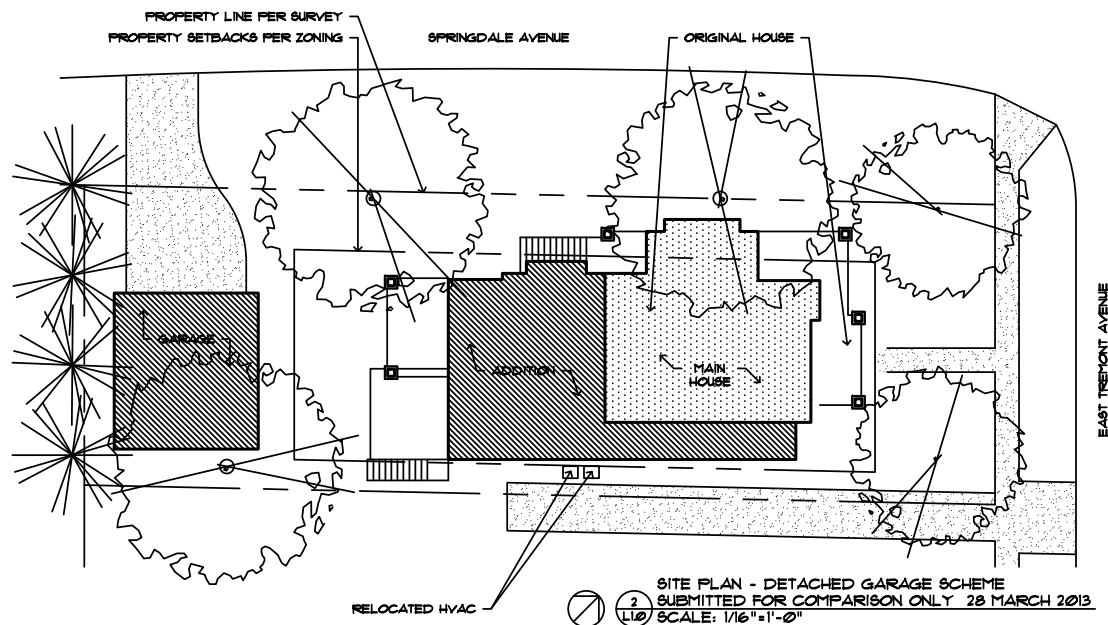 PROPERTY LINE PER SURVEY
PROPERTY SETBACKS PER ZONING
SPRINGDALE AVENUE
ORIGINAL HOUSE
EAST TREMONT AVENUE
GARAGE
ADDITION
MAIN
HOUSE
RELOCATED HVAC
2
L1.0
SITE PLAN - DETACHED GARAGE SCHEME
SUBMITTED FOR COMPARISON ONLY 28 MARCH 2013
SCALE: 1/16"=1'-0"